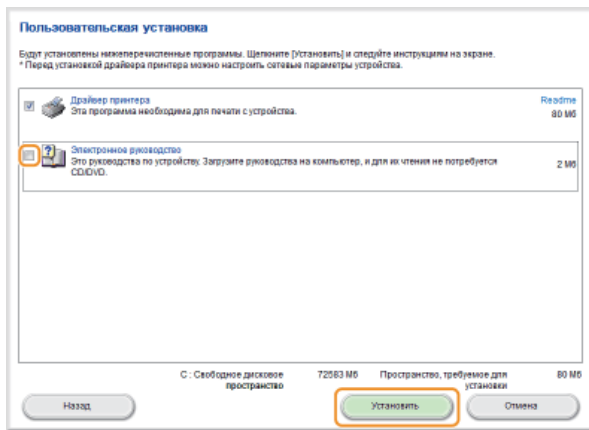 Пользовательская установка
Будут установлены нижеперечисленные программы. Щелкните [Установить] и следуйте инструкциям на экране.
* Перед установкой драйвера принтера можно настроить сетевые параметры устройства.
Драйвер принтера
Readme
Эта программа необходима для печати с устройства.
80 Мб
Электронное руководство
Это руководства по устройству. Загрузите руководства на компьютер, и для их чтения не потребуется
CD/DVD.
2 Мб
C : Свободное дисковое
пространство
72583 Мб
Пространство, требуемое для
установки
80 Мб
Назад
Установить
Отмена